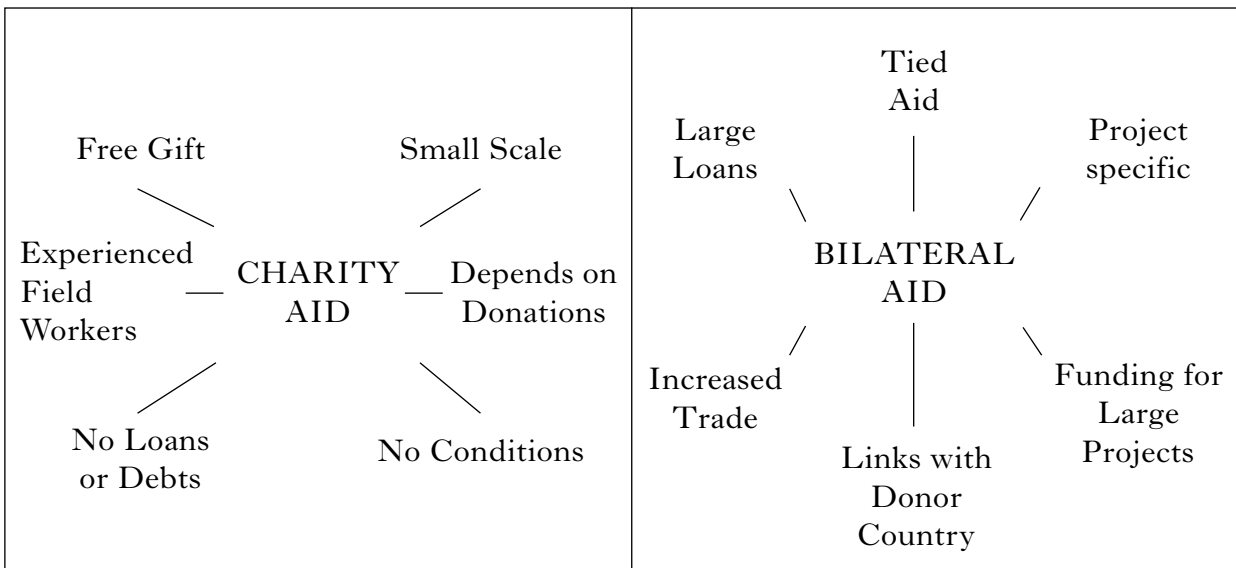 Free Gift
Small Scale
Experienced
Field
Workers
CHARITY
AID
Depends on
Donations
No Loans
or Debts
No Conditions
Tied
Aid
Large
Loans
Project
specific
BILATERAL
AID
Increased
Trade
Links with
Donor
Country
Funding for
Large
Projects